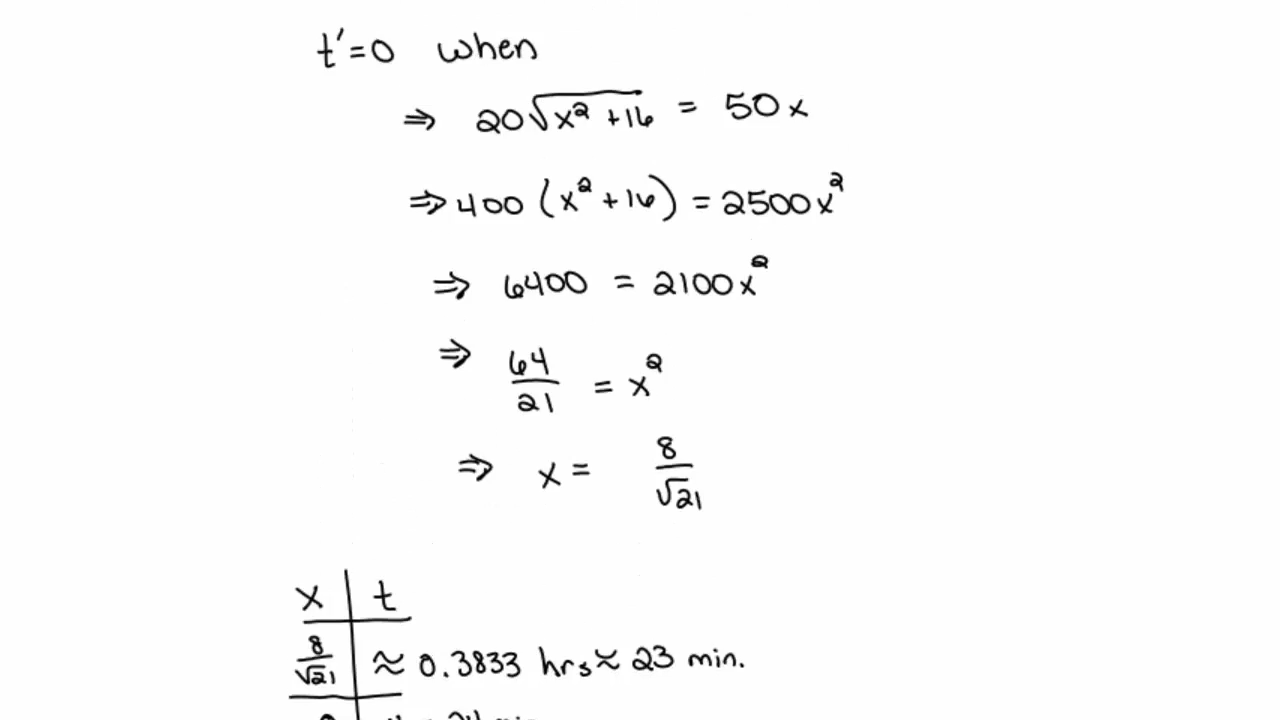 t'=0 when
⇒ 20√(x²+16) = 50x
⇒ 400 (x²+16) = 2500x²
⇒ 6400 = 2100x²
⇒ 64/21 = x²
⇒ x = 8/√21
x | t
8/√21 | ≈ 0.3833 hrs ≈ 23 min.